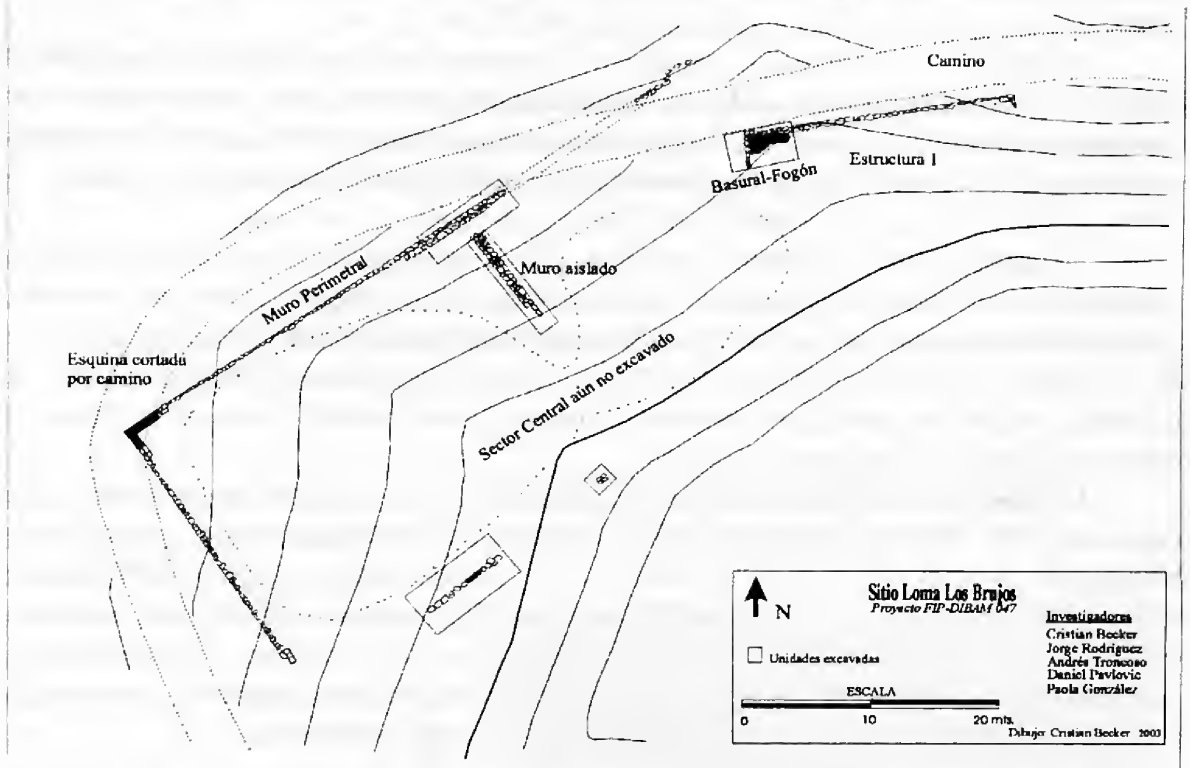 Camino
Estructura 1
Basural-Fogón
Muro aislado
Muro Perimetral
Esquina cortada
por camino
Sector Central aún no excavado
N
Sitio Loma Los Brujos
Proyecto FIP-DIBAM 047
Unidades excavadas
Investigadores
Cristian Becker
Jorge Rodríguez
Andrés Troncoso
Daniel Pavlovic
Paola González
ESCALA
0 10 20 mts.
Dibujo: Cristian Becker 2003